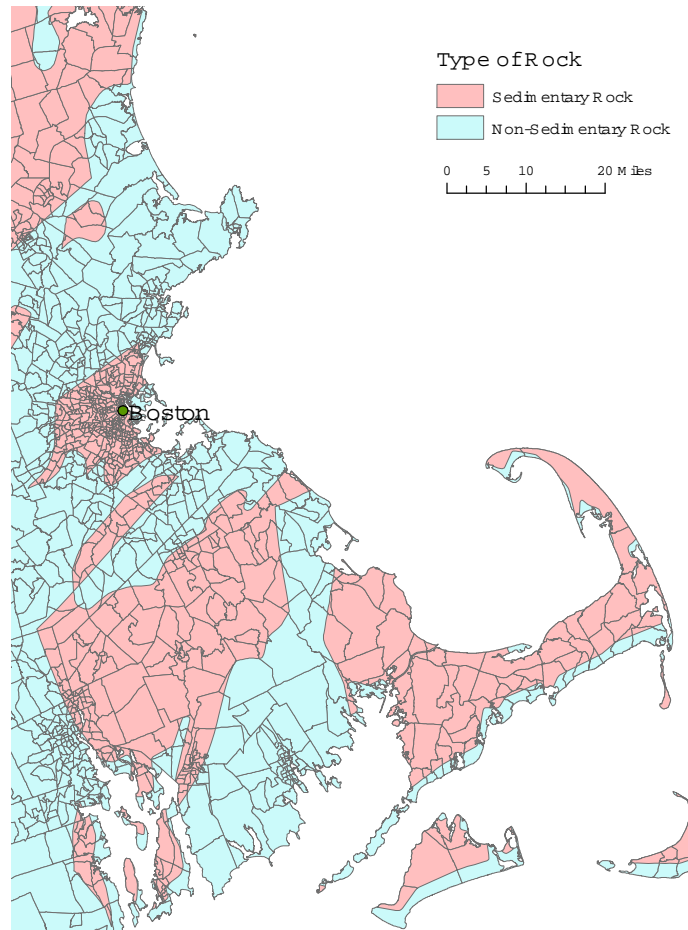 Type of Rock
Sedimentary Rock
Non-Sedimentary Rock
0 5 10 20 Miles
Boston